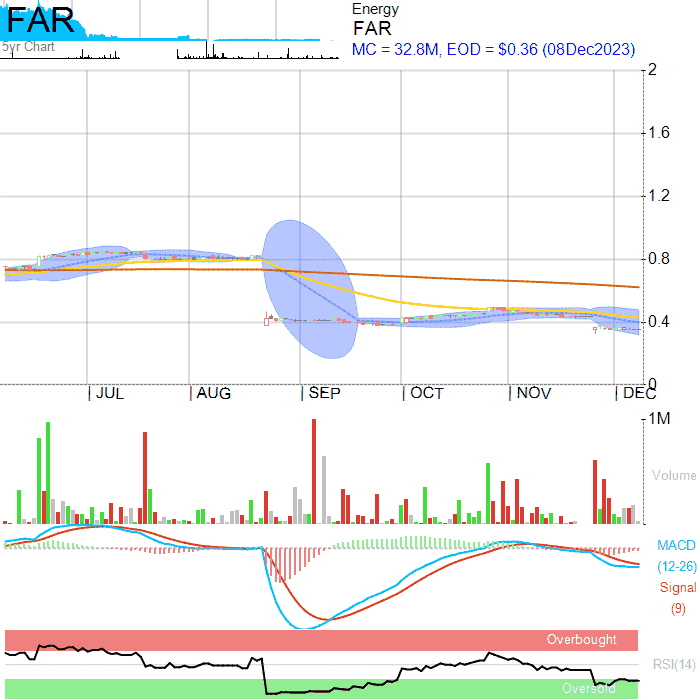 FAR
5yr Chart
Energy
FAR
MC = 32.8M, EOD = $0.36 (08Dec2023)
2
1.6
1.2
0.8
0.4
0
JUL
AUG
SEP
OCT
NOV
DEC
1M
Volume
MACD
(12-26)
Signal
(9)
Overbought
RSI(14)
Oversold